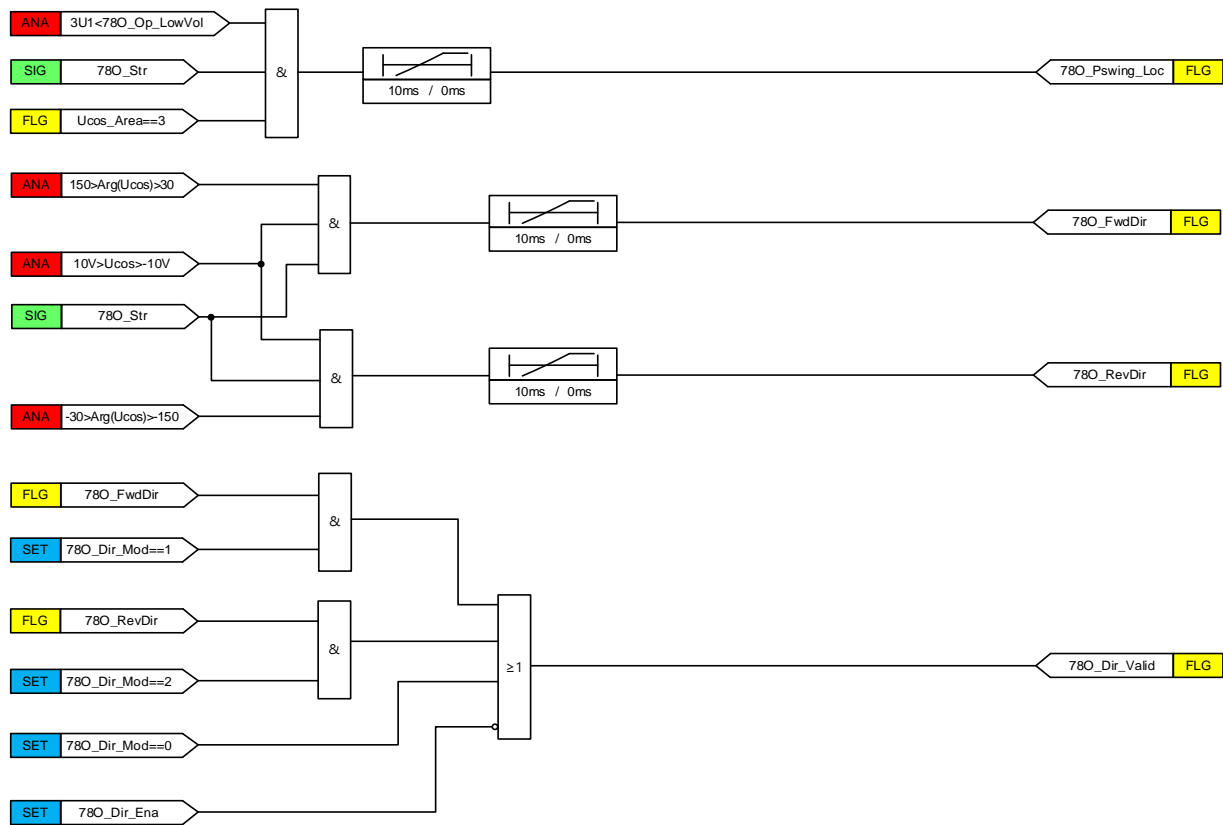 ANA 3U1<78O_Op_LowVol
SIG 78O_Str
FLG Ucos_Area==3
&
10ms / 0ms
78O_Pswing_Loc FLG
ANA 150>Arg(Ucos)>30
ANA 10V>Ucos>-10V
SIG 78O_Str
ANA -30>Arg(Ucos)>-150
&
10ms / 0ms
78O_FwdDir FLG
&
10ms / 0ms
78O_RevDir FLG
FLG 78O_FwdDir
SET 78O_Dir_Mod==1
&
FLG 78O_RevDir
SET 78O_Dir_Mod==2
&
SET 78O_Dir_Mod==0
SET 78O_Dir_Ena
≥1
78O_Dir_Valid FLG